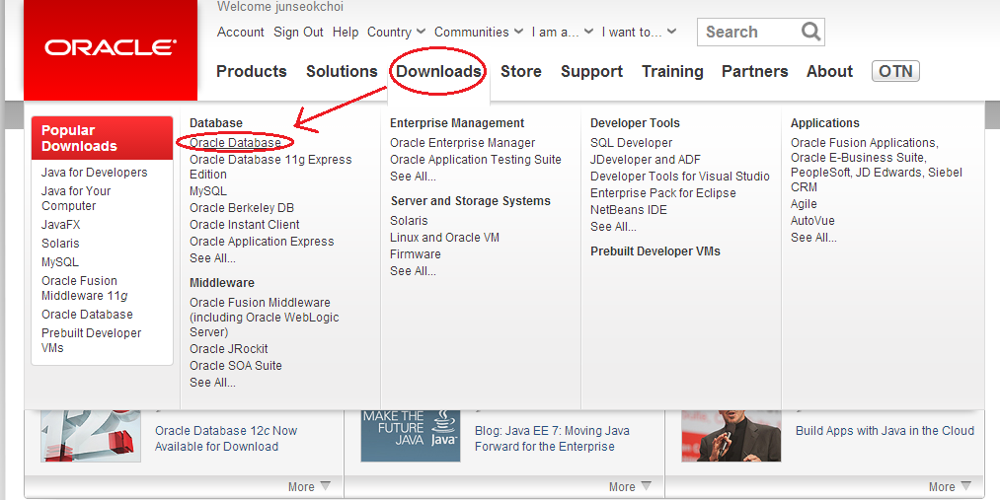 Welcome junseokchoi
ORACLE
Account Sign Out Help Country Communities I am a... I want to... Search
Products Solutions Downloads Store Support Training Partners About OTN
Popular
Downloads
Java for Developers
Java for Your
Computer
JavaFX
Solaris
MySQL
Oracle Fusion
Middleware 11g
Oracle Database
Prebuilt Developer
VMs
Database
Oracle Database
Oracle Database 11g Express
Edition
MySQL
Oracle Berkeley DB
Oracle Instant Client
Oracle Application Express
See All...
Middleware
Oracle Fusion Middleware
(including Oracle WebLogic
Server)
Oracle JRockit
Oracle SOA Suite
See All...
Enterprise Management
Oracle Enterprise Manager
Oracle Application Testing Suite
See All...
Server and Storage Systems
Solaris
Linux and Oracle VM
Firmware
See All...
Developer Tools
SQL Developer
JDeveloper and ADF
Developer Tools for Visual Studio
Enterprise Pack for Eclipse
NetBeans IDE
See All...
Prebuilt Developer VMs
Applications
Oracle Fusion Applications,
Oracle E-Business Suite,
PeopleSoft, JD Edwards, Siebel
CRM
Agile
AutoVue
See All...
12c
Oracle Database 12c Now
Available for Download
MAKE THE
FUTURE
JAVA
Java
Blog: Java EE 7: Moving Java
Forward for the Enterprise
Build Apps with Java in the Cloud
More
More
More